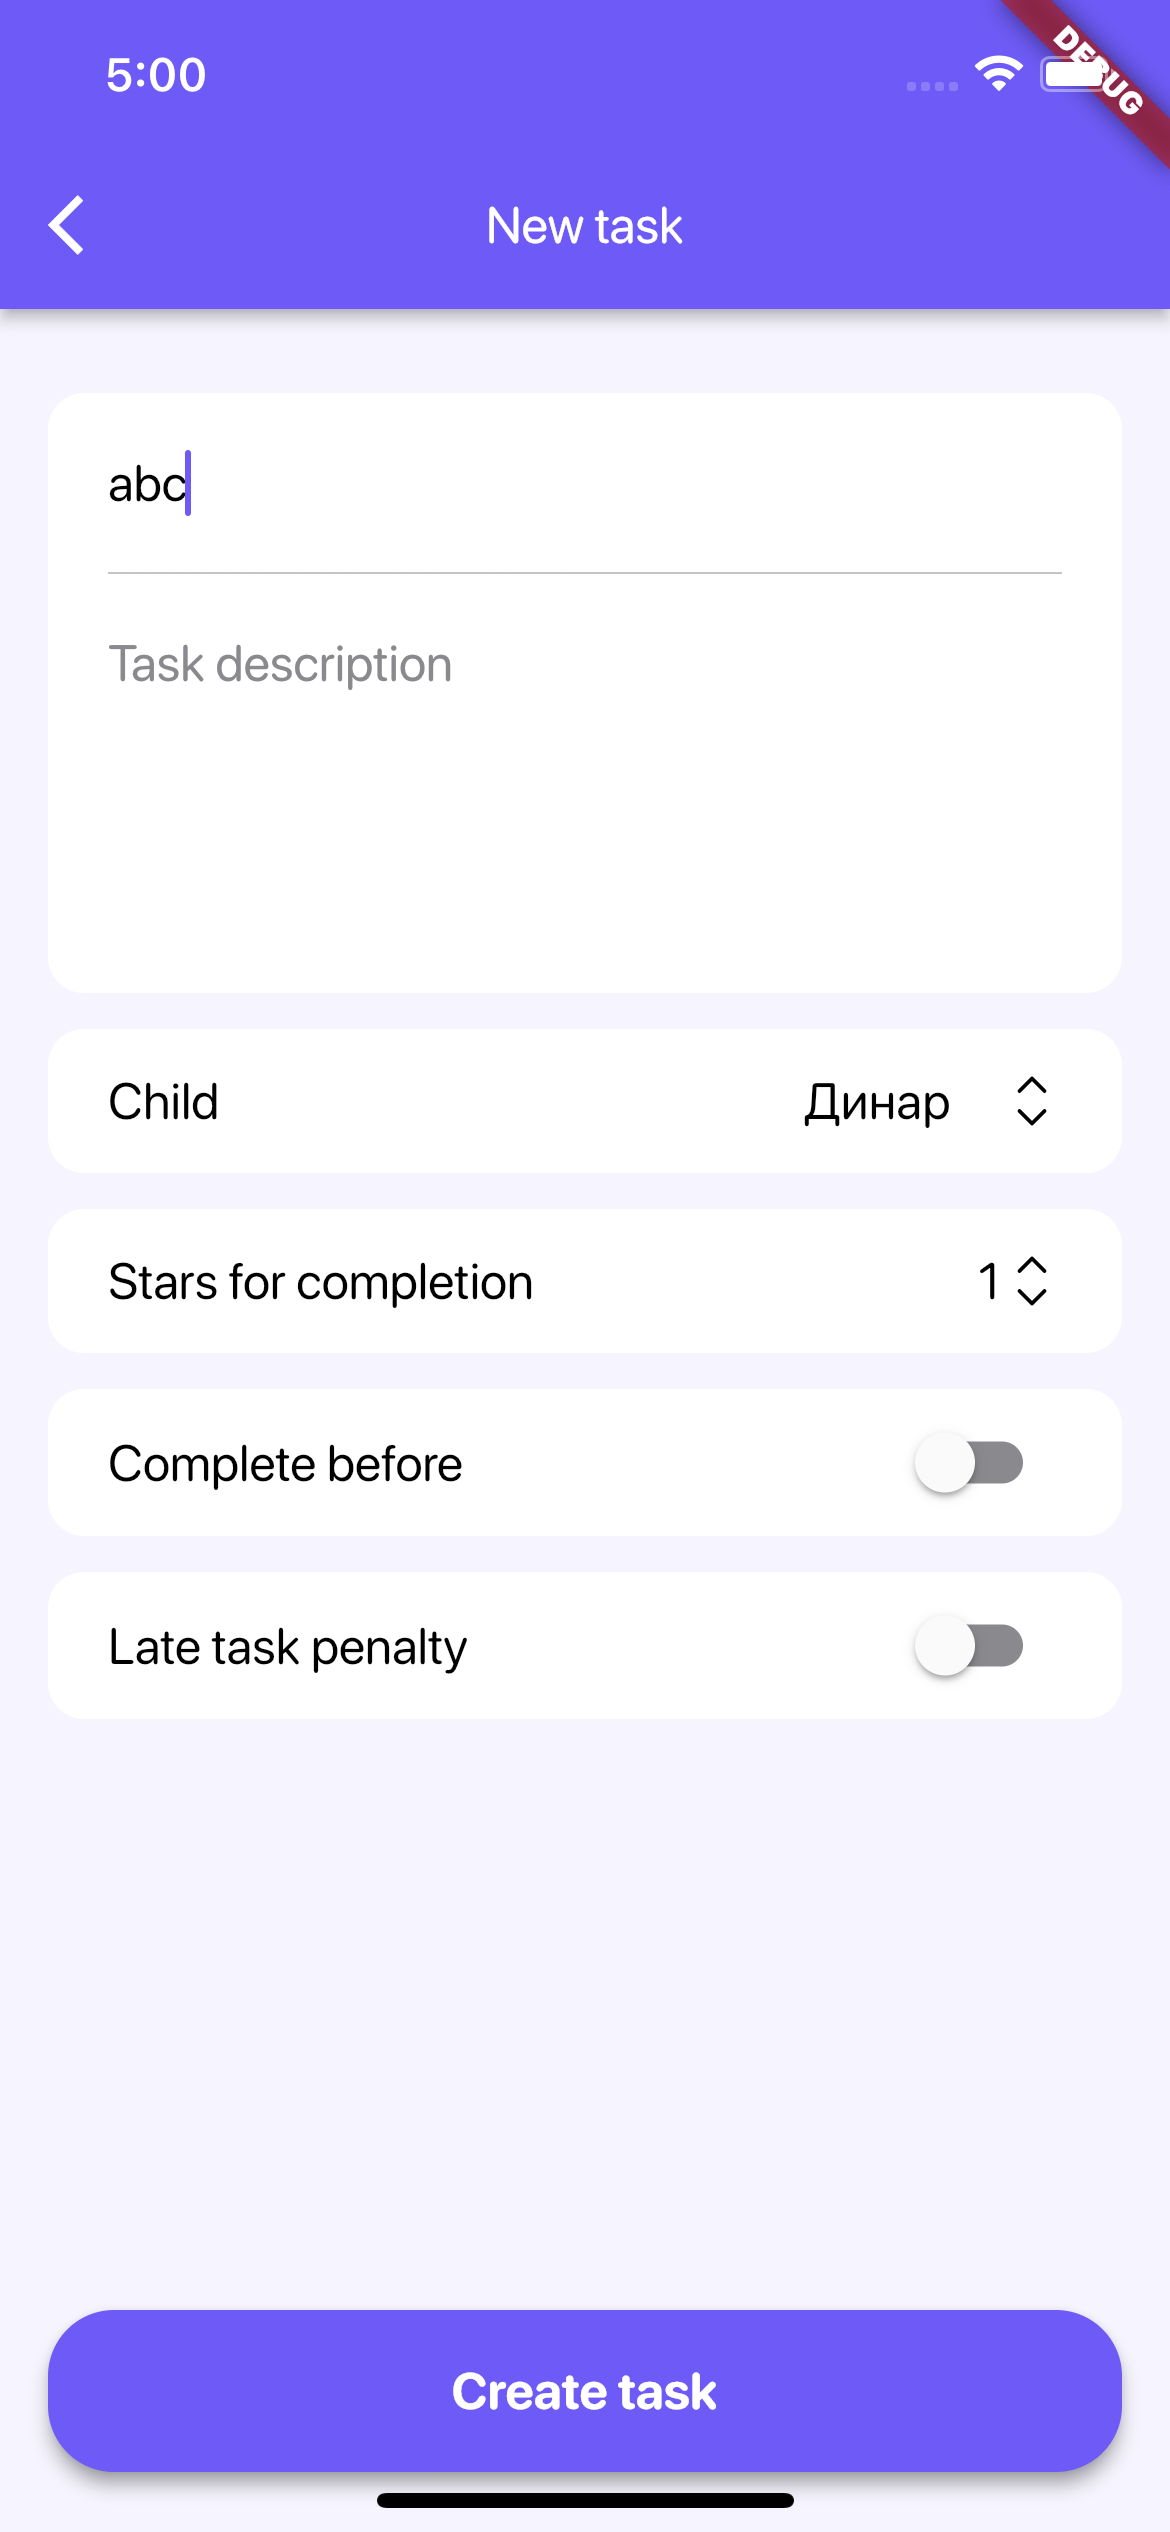 5:00
DEBUG
New task
abc
Task description
Child
Динар
Stars for completion
1
Complete before
Late task penalty
Create task